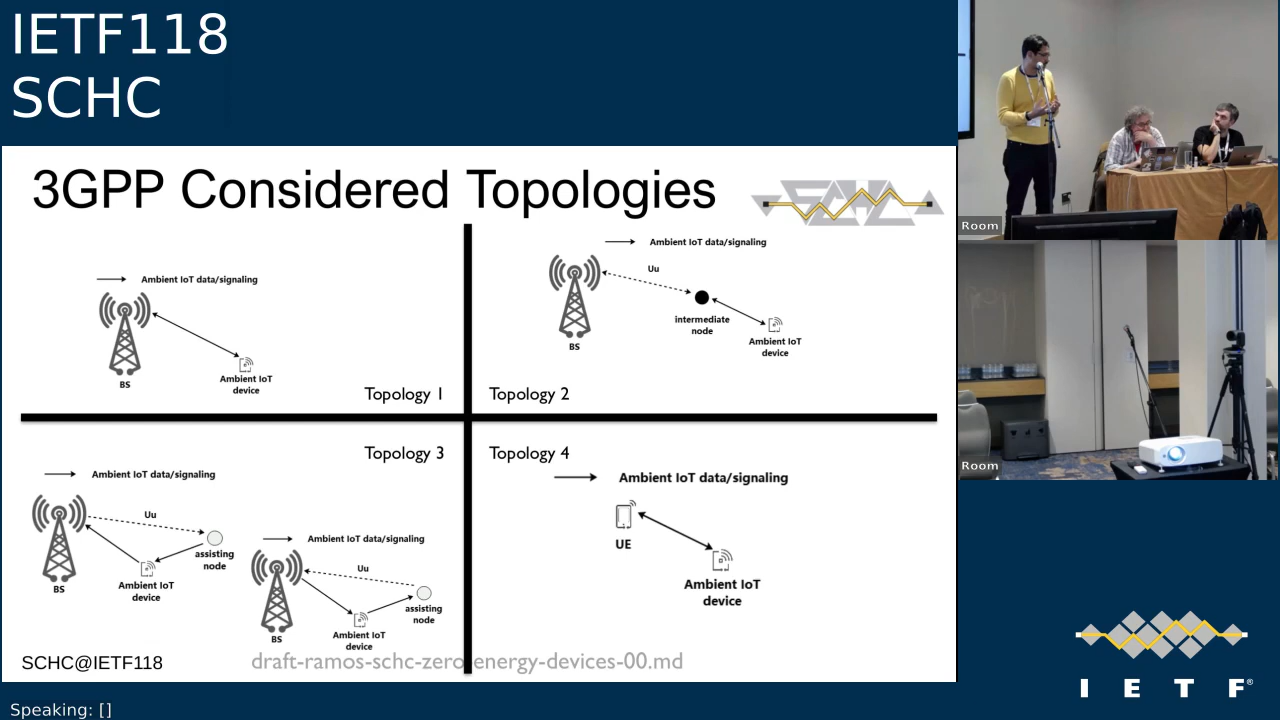 IETF118
SCHC
3GPP Considered Topologies
SCHC
Ambient IoT data/signaling
BS
Ambient IoT
device
Topology 1
Ambient IoT data/signaling
Uu
intermediate
node
BS
Ambient IoT
device
Topology 2
Topology 3
Ambient IoT data/signaling
Uu
assisting
node
BS
Ambient IoT
device
Ambient IoT data/signaling
Uu
assisting
node
BS
Ambient IoT
device
Topology 4
Ambient IoT data/signaling
UE
Ambient IoT
device
SCHC@IETF118
draft-ramos-schc-zero-energy-devices-00.md
Room
Room
I E T F®
Speaking: []